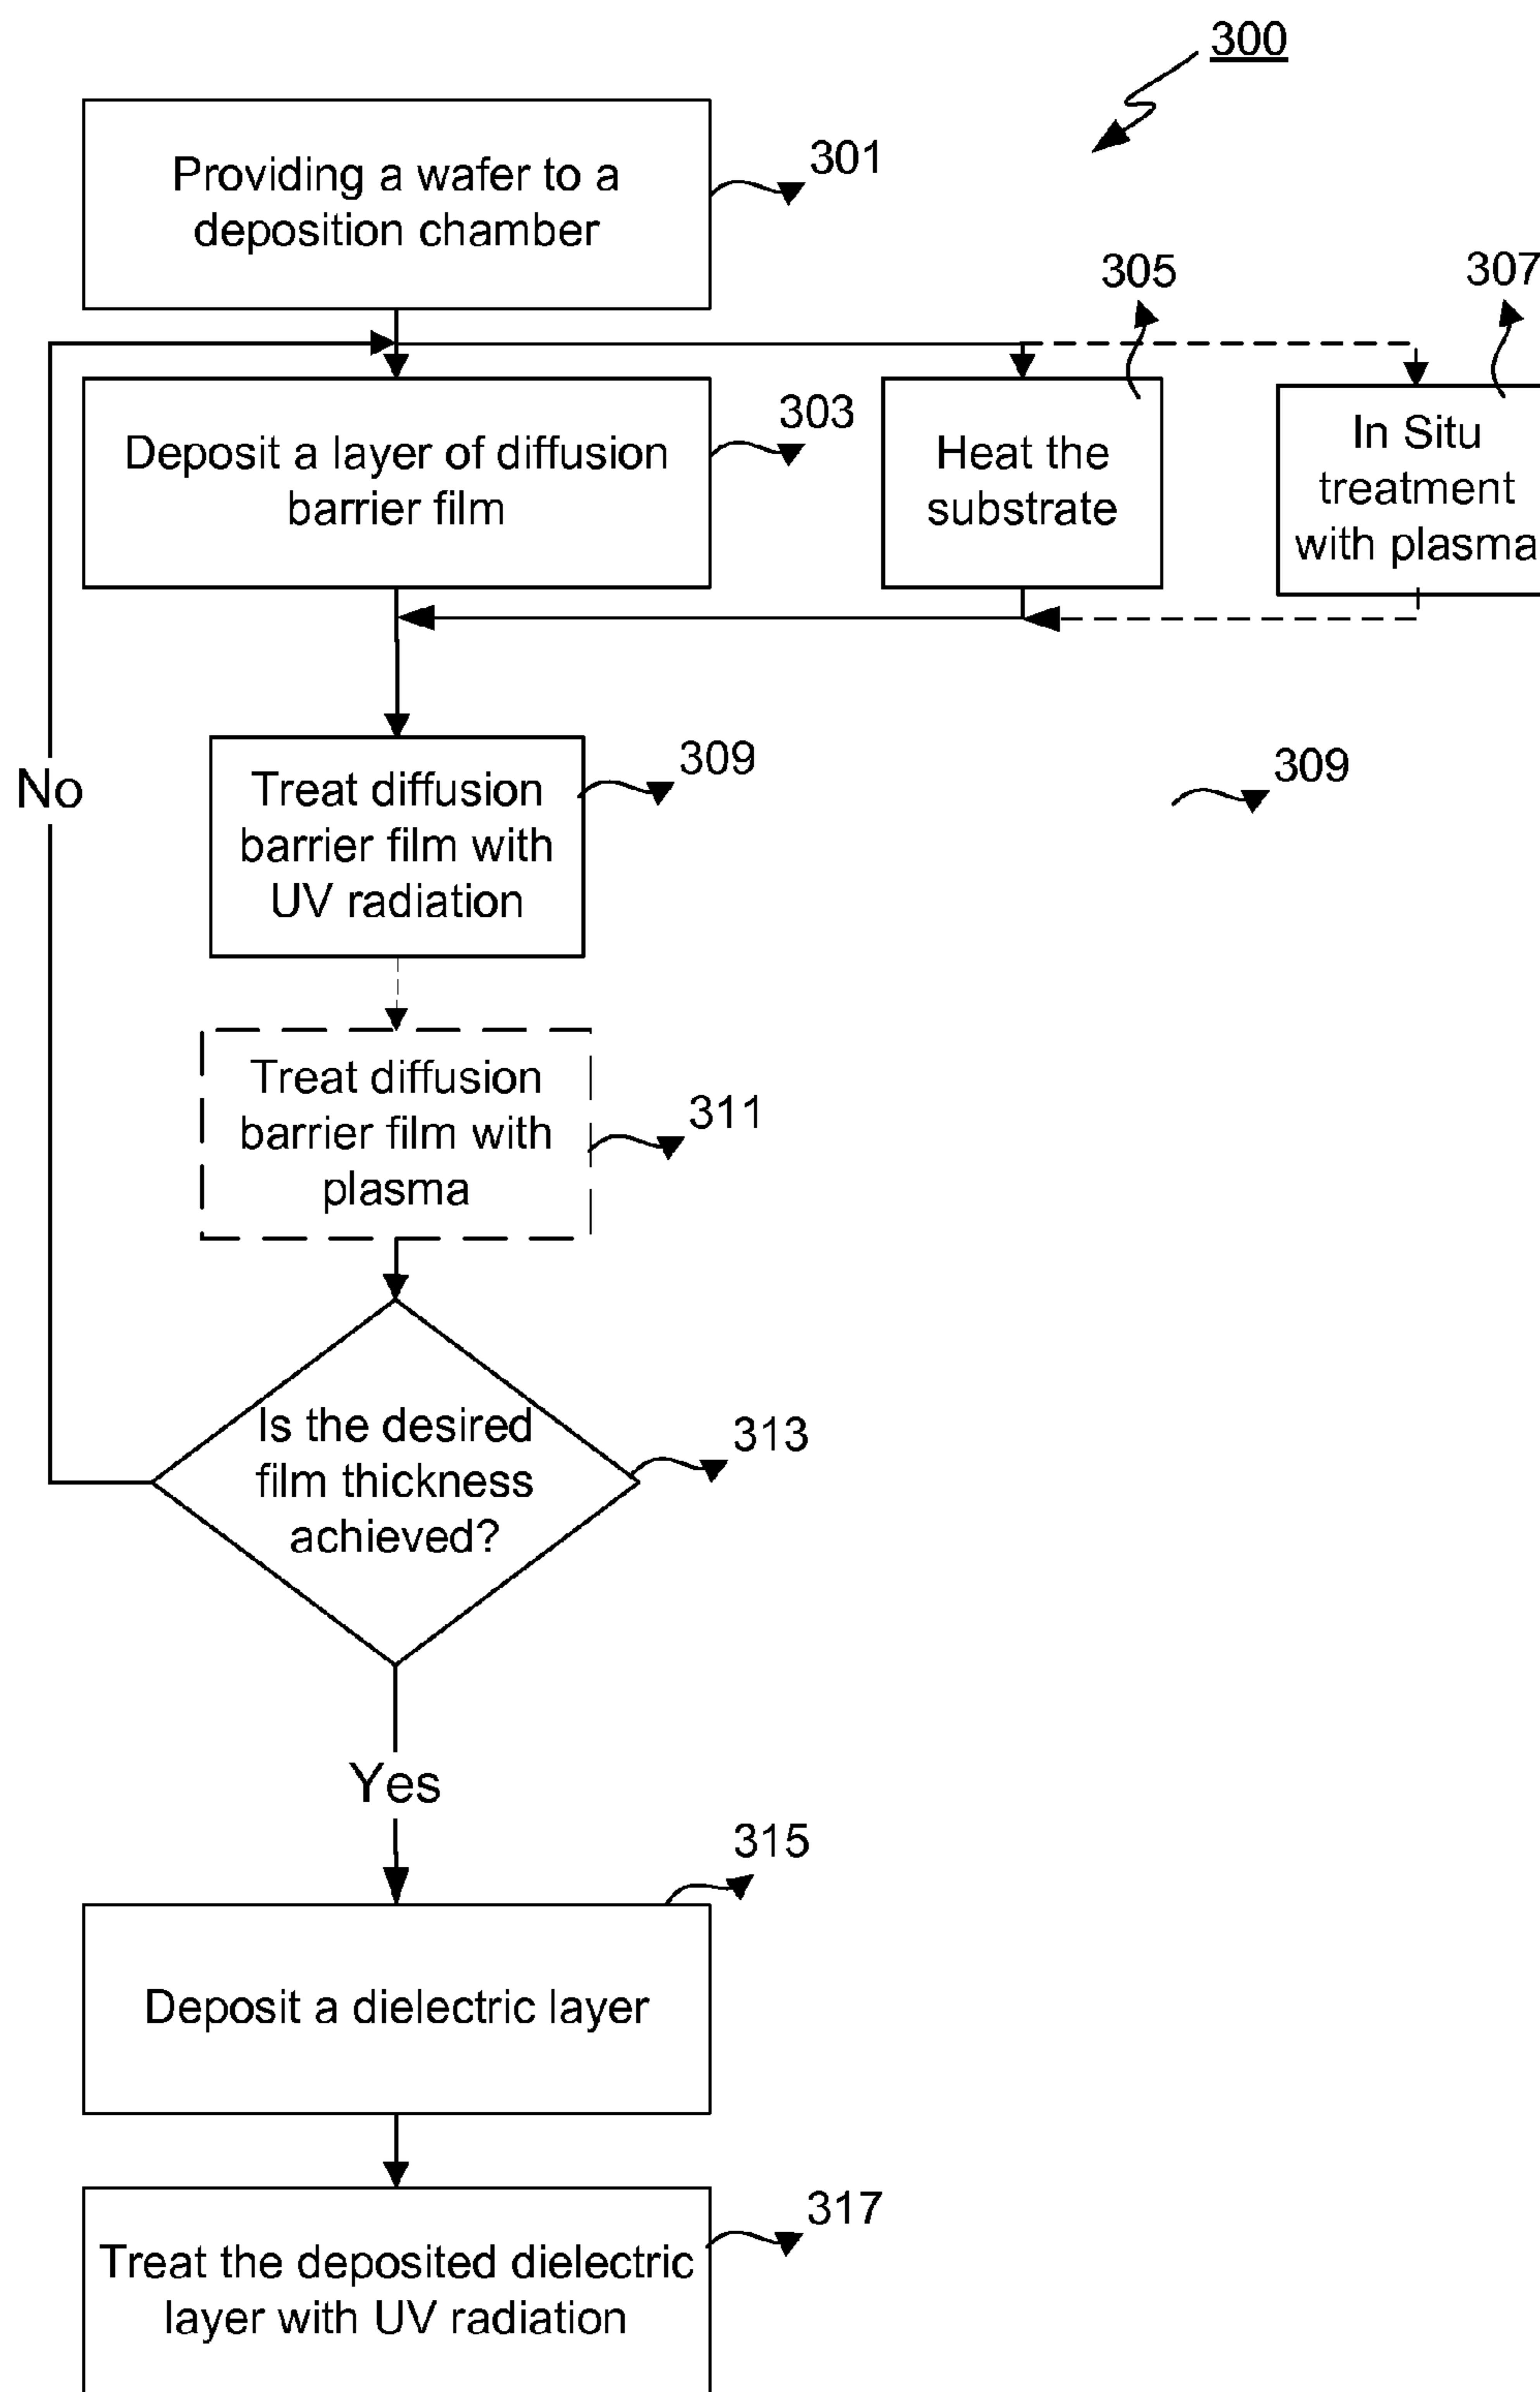 300
Providing a wafer to a
deposition chamber
301
305
307
Deposit a layer of diffusion
barrier film
303
Heat the
substrate
In Situ
treatment
with plasma
No
Treat diffusion
barrier film with
UV radiation
309
309
Treat diffusion
barrier film with
plasma
311
Is the desired
film thickness
achieved?
313
Yes
315
Deposit a dielectric layer
317
Treat the deposited dielectric
layer with UV radiation